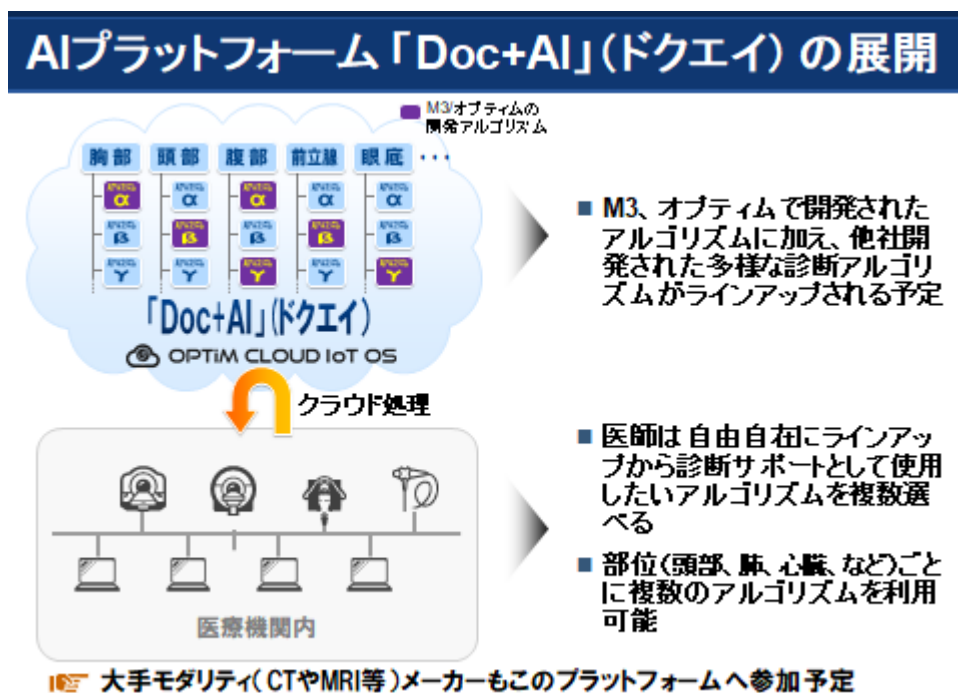 AIプラットフォーム「Doc+AI」(ドクエイ)の展開
M3/オプティムの
開発アルゴリズム
胸部 頭部 腹部 前立線 眼底 ・・・
α α α α α
β β β β β
γ γ γ γ γ
「Doc+AI」(ドクエイ)
OPTiM CLOUD IoT OS
クラウド処理
医療機関内
■ M3、オプティムで開発された
アルゴリズムに加え、他社開
発された多様な診断アルゴリ
ズムがラインアップされる予定
■ 医師は自由自在にラインアッ
プから診断サポートとして使用
したいアルゴリズムを複数選
べる
■ 部位(頭部、肺、心臓、など)ごと
に複数のアルゴリズムを利用
可能
大手モダリティ(CTやMRI等)メーカーもこのプラットフォームへ参加予定